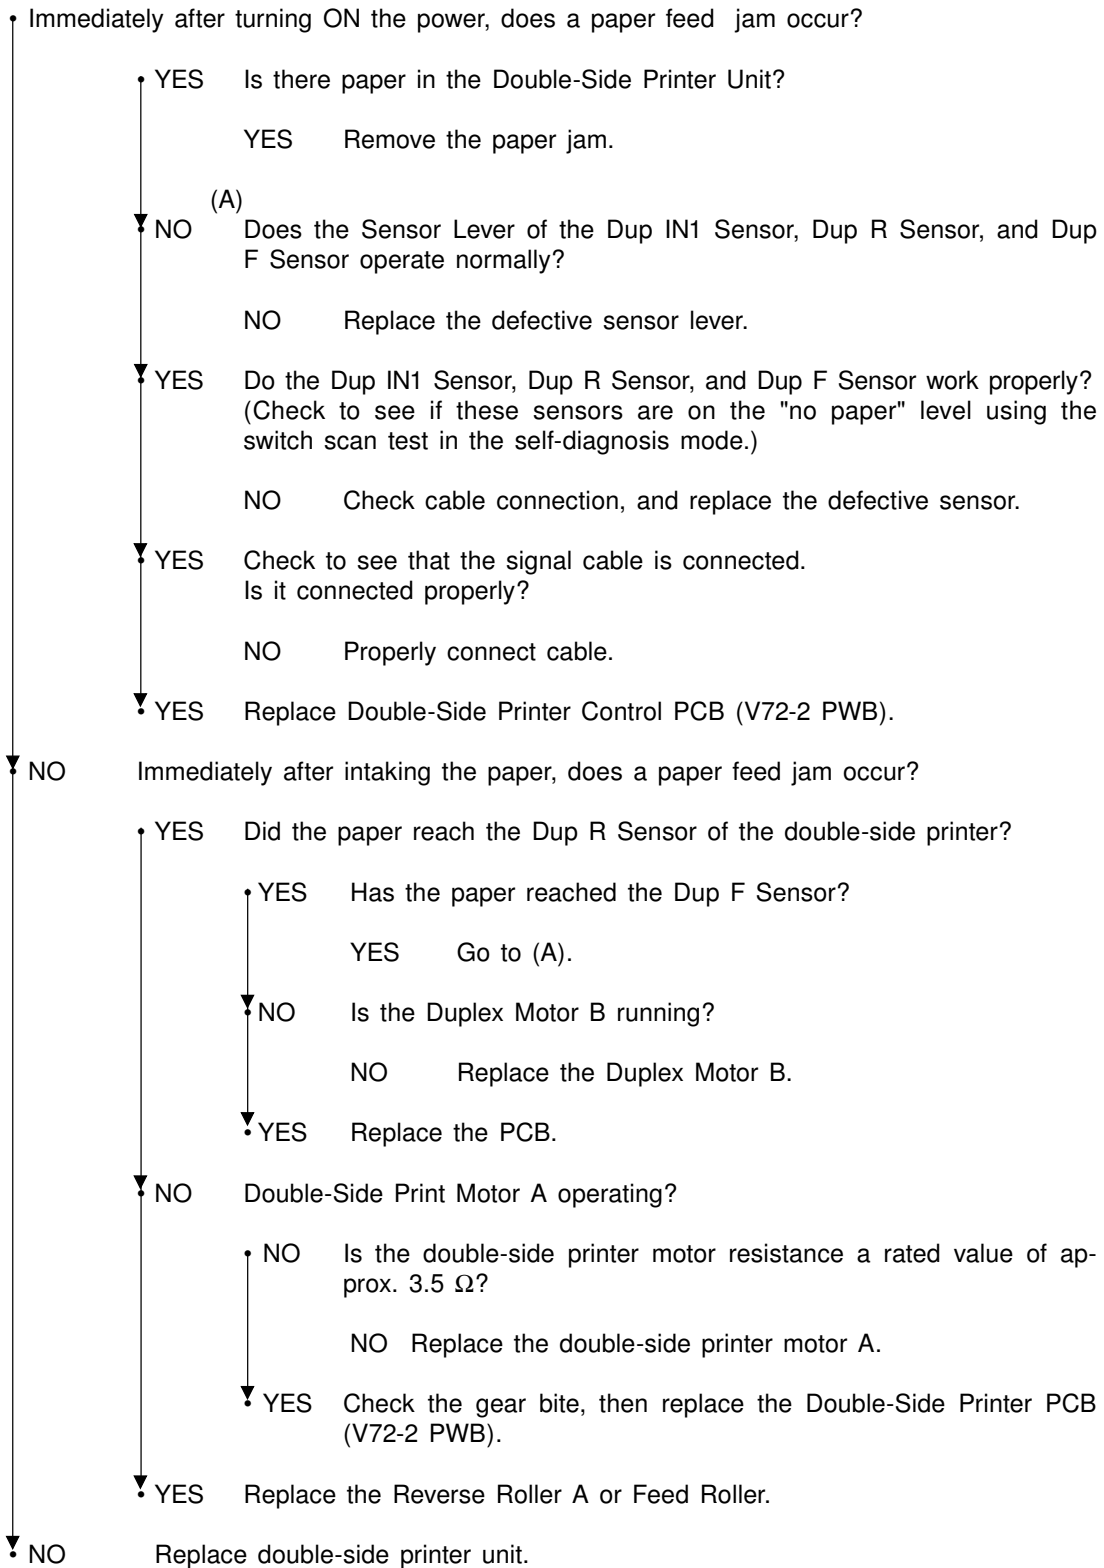 Immediately after turning ON the power, does a paper feed jam occur?
YES Is there paper in the Double-Side Printer Unit?
YES Remove the paper jam.
(A)
NO Does the Sensor Lever of the Dup IN1 Sensor, Dup R Sensor, and Dup
F Sensor operate normally?
NO Replace the defective sensor lever.
YES Do the Dup IN1 Sensor, Dup R Sensor, and Dup F Sensor work properly?
(Check to see if these sensors are on the "no paper" level using the
switch scan test in the self-diagnosis mode.)
NO Check cable connection, and replace the defective sensor.
YES Check to see that the signal cable is connected.
Is it connected properly?
NO Properly connect cable.
YES Replace Double-Side Printer Control PCB (V72-2 PWB).
NO Immediately after intaking the paper, does a paper feed jam occur?
YES Did the paper reach the Dup R Sensor of the double-side printer?
YES Has the paper reached the Dup F Sensor?
YES Go to (A).
NO Is the Duplex Motor B running?
NO Replace the Duplex Motor B.
YES Replace the PCB.
NO Double-Side Print Motor A operating?
NO Is the double-side printer motor resistance a rated value of ap-
prox. 3.5 Ω?
NO Replace the double-side printer motor A.
YES Check the gear bite, then replace the Double-Side Printer PCB
(V72-2 PWB).
YES Replace the Reverse Roller A or Feed Roller.
NO Replace double-side printer unit.